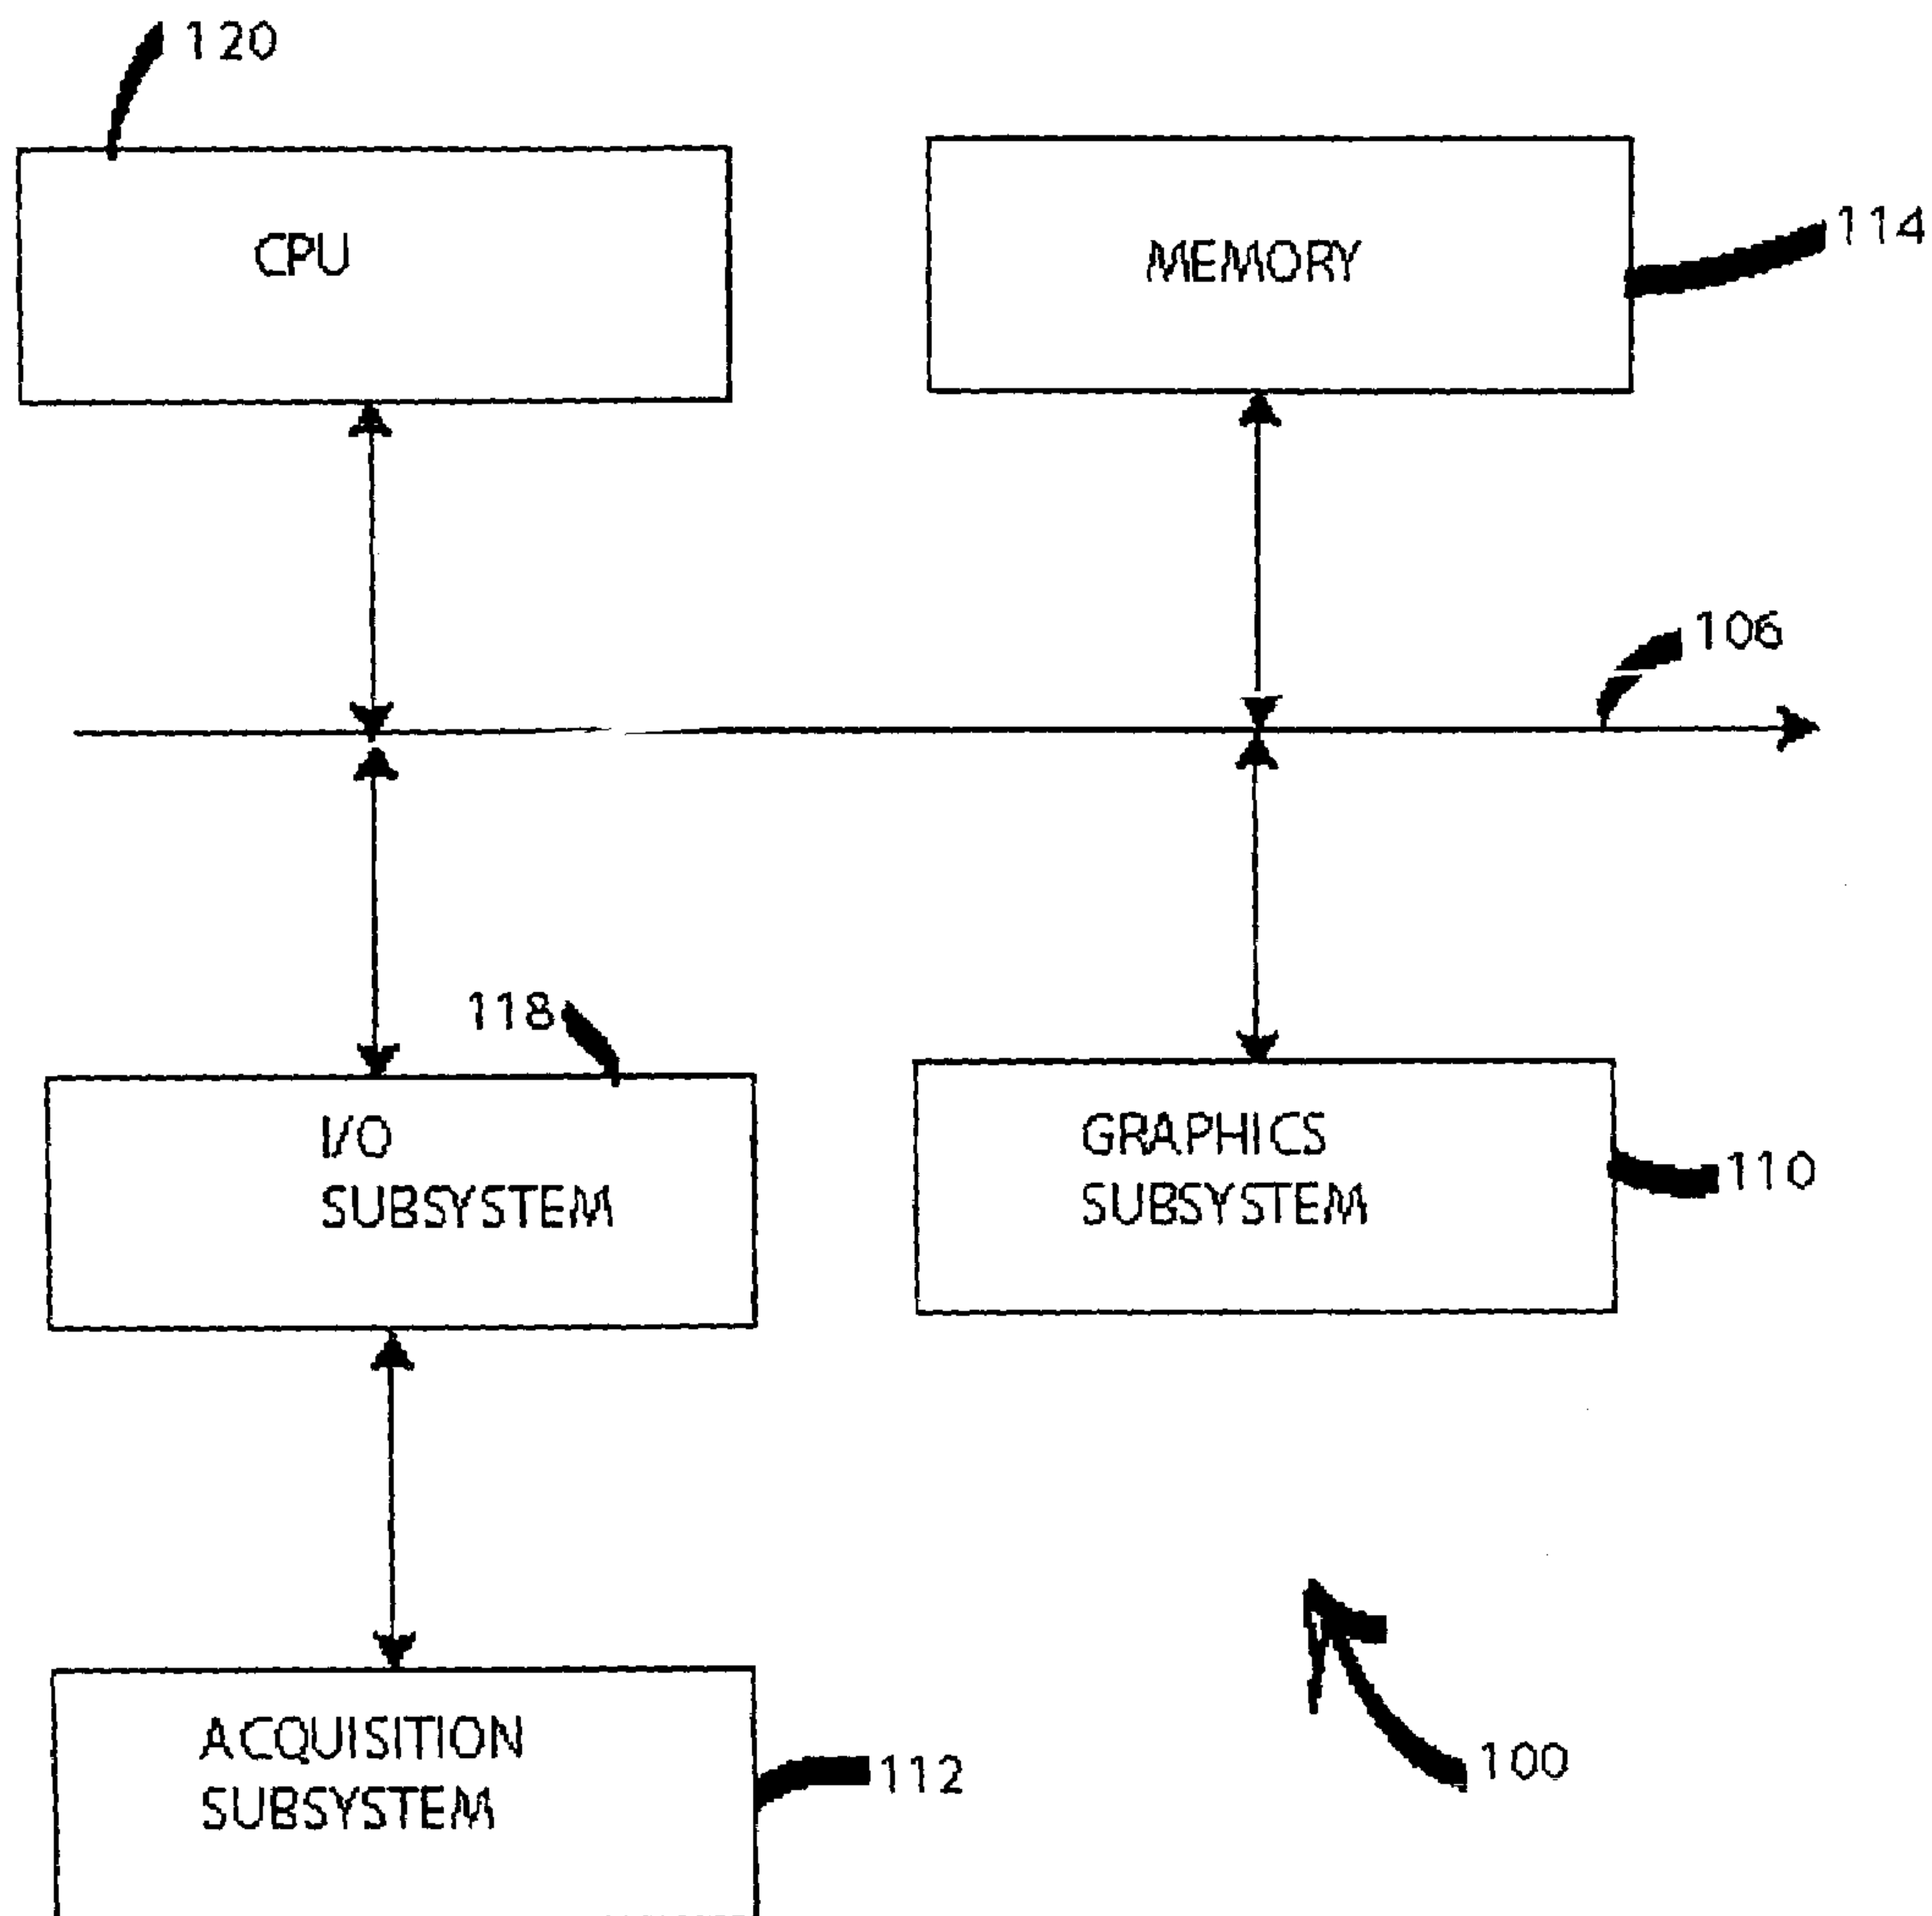 120
CPU
MEMORY
114
106
118
I/O
SUBSYSTEM
GRAPHICS
SUBSYSTEM
110
ACQUISITION
SUBSYSTEM
112
100